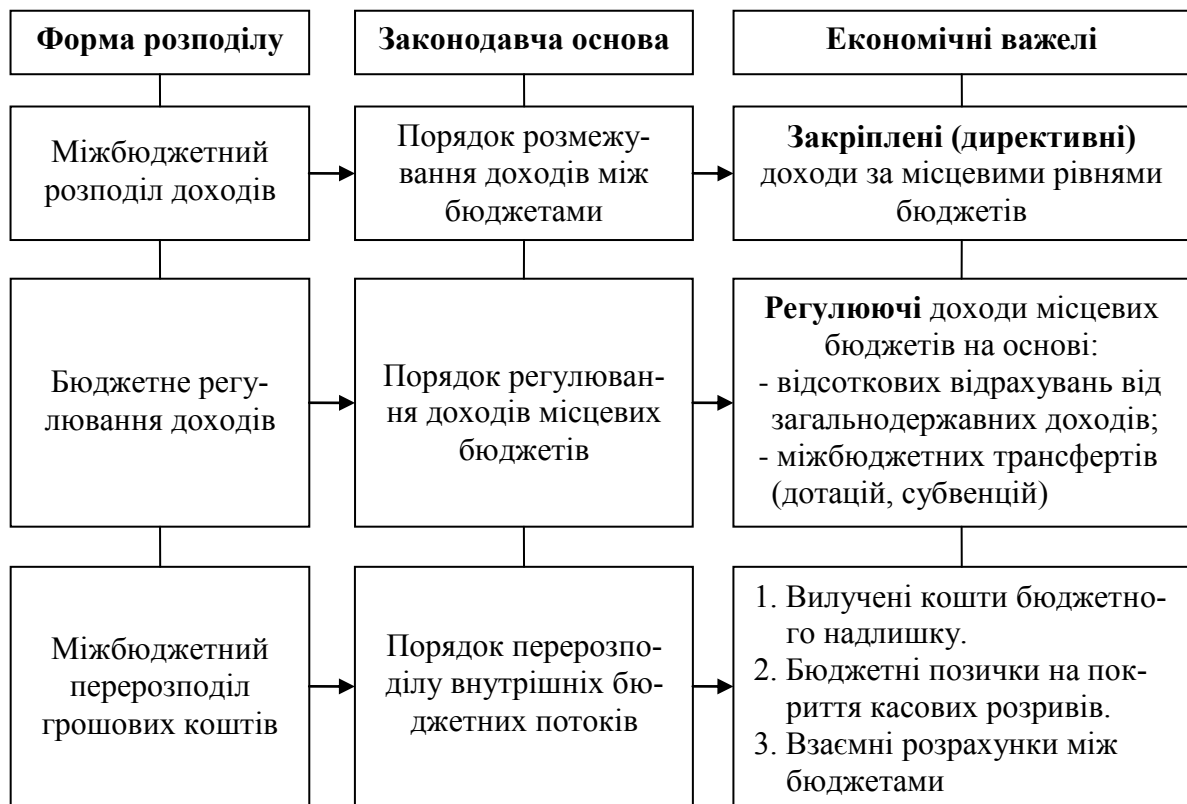 Форма розподілу
Законодавча основа
Економічні важелі
Міжбюджетний
розподіл доходів
Порядок розмежу-
вання доходів між
бюджетами
Закріплені (директивні)
доходи за місцевими рівнями
бюджетів
Бюджетне регу-
лювання доходів
Порядок регулюван-
ня доходів місцевих
бюджетів
Регулюючі доходи місцевих
бюджетів на основі:
- відсоткових відрахувань від
загальнодержавних доходів;
- міжбюджетних трансфертів
(дотацій, субвенцій)
Міжбюджетний
перерозподіл
грошових коштів
Порядок перерозпо-
ділу внутрішніх бю-
джетних потоків
1. Вилучені кошти бюджетно-
го надлишку.
2. Бюджетні позички на пок-
риття касових розривів.
3. Взаємні розрахунки між
бюджетами